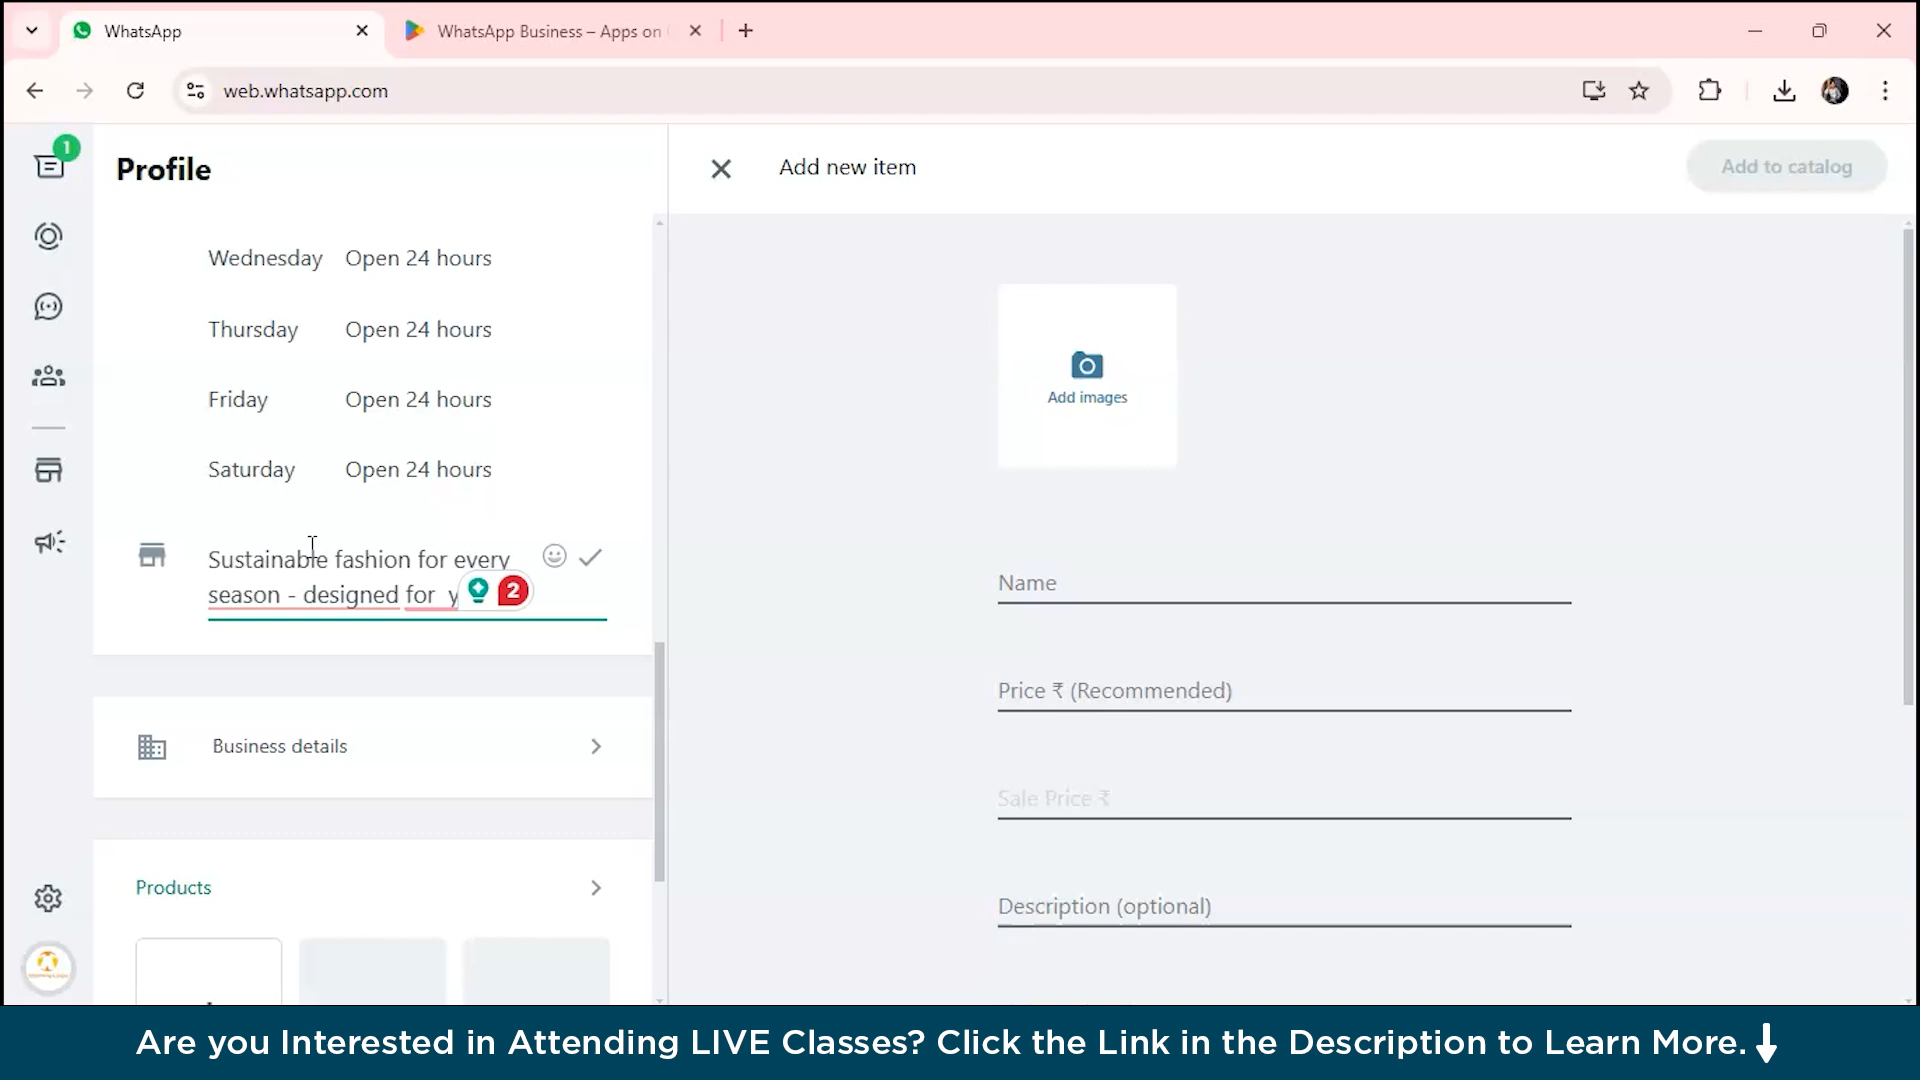 WhatsApp
WhatsApp Business – Apps on
web.whatsapp.com
1
Profile
Add new item
Add to catalog
Wednesday Open 24 hours
Thursday Open 24 hours
Friday Open 24 hours
Saturday Open 24 hours
Sustainable fashion for every
season - designed for y
2
Business details
Products
Add images
Name
Price ₹ (Recommended)
Sale Price ₹
Description (optional)
Are you Interested in Attending LIVE Classes? Click the Link in the Description to Learn More.